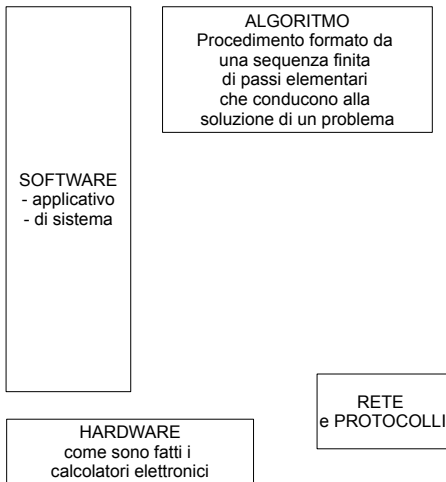 ALGORITMO
Procedimento formato da
una sequenza finita
di passi elementari
che conducono alla
soluzione di un problema
SOFTWARE
- applicativo
- di sistema
RETE
e PROTOCOLLI
HARDWARE
come sono fatti i
calcolatori elettronici